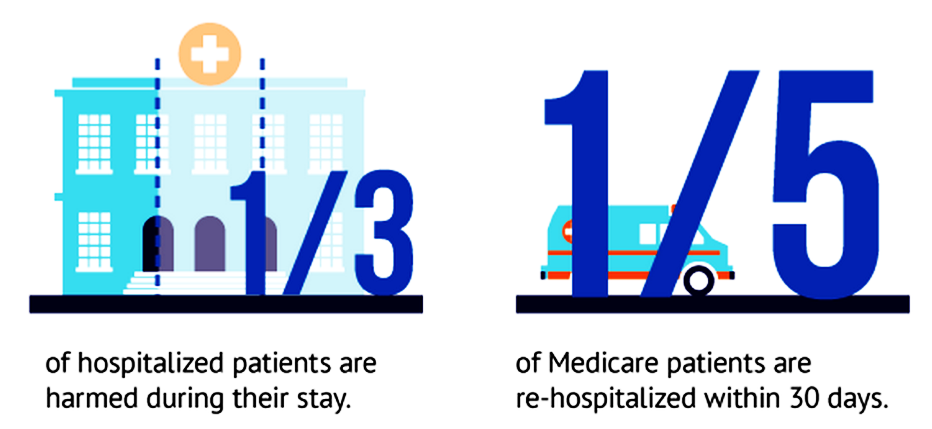 1/3
of hospitalized patients are
harmed during their stay.
1/5
of Medicare patients are
re-hospitalized within 30 days.